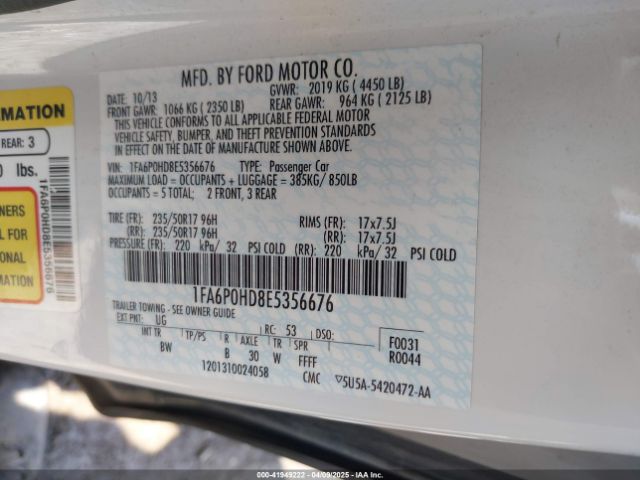 MFD. BY FORD MOTOR CO.
DATE: 10/13
GVWR: 2019 KG ( 4450 LB)
FRONT GAWR: 1066 KG ( 2350 LB)
REAR GAWR: 964 KG ( 2125 LB)
THIS VEHICLE CONFORMS TO ALL APPLICABLE FEDERAL MOTOR
VEHICLE SAFETY, BUMPER, AND THEFT PREVENTION STANDARDS
IN EFFECT ON THE DATE OF MANUFACTURE SHOWN ABOVE.
VIN: 1FA6P0HD8E5356676 TYPE: Passenger Car
MAXIMUM LOAD = OCCUPANTS + LUGGAGE = 385KG/ 850LB
OCCUPANTS = 5 TOTAL; 2 FRONT, 3 REAR
TIRE (FR): 235/50R17 96H RIMS (FR): 17x7.5J
(RR): 235/50R17 96H (RR): 17x7.5J
PRESSURE (FR): 220 kPa/ 32 PSI COLD (RR): 220 kPa/ 32 PSI COLD
1FA6P0HD8E5356676
TRAILER TOWING - SEE OWNER GUIDE
EXT PNT: UG RC: 53 DSO:
F0031
R0044
INT TR TP/PS R AXLE TR SPR
BW B 30 W FFFF
1201310024058 CMC ▽SU5A-5420472-AA
RMATION
REAR: 3
0 lbs.
1FA6P0HD8E5356676
NERS
L FOR
ONAL
MATION
IAA
STOCK #: 41949222 04/09/2025 IAAI.COM